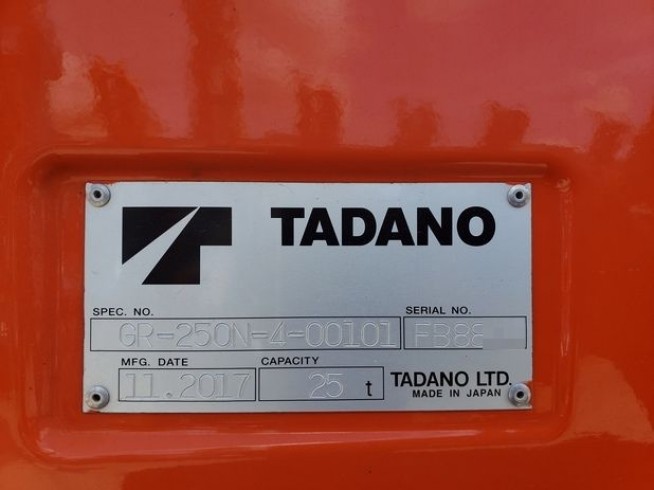 TADANO
SPEC. NO. SERIAL NO.
GR-250N-4-00101 FB88
MFG. DATE CAPACITY
11.2017 25 t TADANO LTD.
MADE IN JAPAN